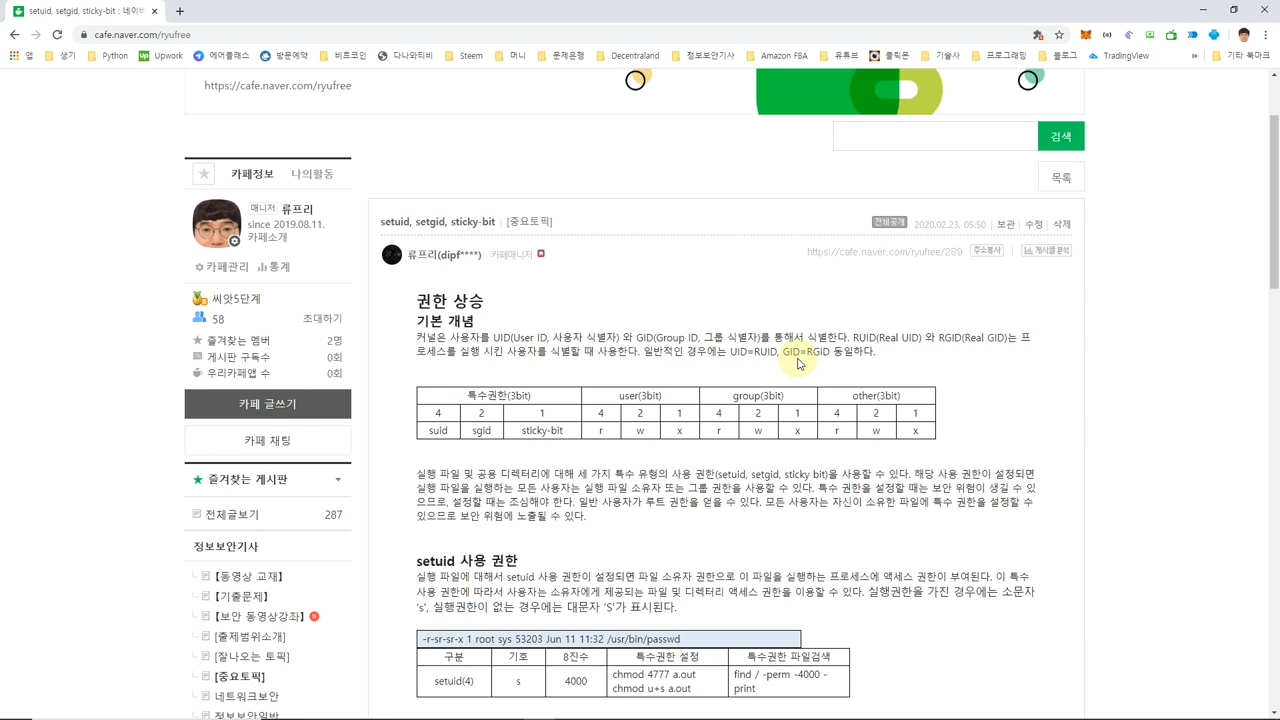 setuid, setgid, sticky-bit : 네이버
cafe.naver.com/ryufree
앱 생기 Python Upwork 에어클래스 방문예약 비트코인 다나와티비 Steem 머니 문제은행 Decentraland 정보보안기사 Amazon FBA 유튜브 클릭몬 기술사 프로그래밍 블로그 TradingView » 기타 북마크
https://cafe.naver.com/ryufree
검색
목록
카페정보 나의활동
매니저 류프리
since 2019.08.11.
카페소개
카페관리 통계
씨앗5단계
58 초대하기
즐겨찾는 멤버 2명
게시판 구독수 0회
우리카페앱 수 0회
카페 글쓰기
카페 채팅
즐겨찾는 게시판
전체글보기 287
정보보안기사
【동영상 교재】
【기출문제】
【보안 동영상강좌】 N
[출제범위소개]
[잘나오는 토픽]
[중요토픽]
네트워크보안
정보보안일반
setuid, setgid, sticky-bit | [중요토픽] 전체공개 2020.02.23. 05:50 | 보관 | 수정 | 삭제
류프리(dipf****) 카페매니저 https://cafe.naver.com/ryufree/289 주소복사 | 게시글 분석
권한 상승
기본 개념
커널은 사용자를 UID(User ID, 사용자 식별자) 와 GID(Group ID, 그룹 식별자)를 통해서 식별한다. RUID(Real UID) 와 RGID(Real GID)는 프
로세스를 실행 시킨 사용자를 식별할 때 사용한다. 일반적인 경우에는 UID=RUID, GID=RGID 동일하다.
특수권한(3bit) user(3bit) group(3bit) other(3bit)
4 2 1 4 2 1 4 2 1 4 2 1
suid sgid sticky-bit r w x r w x r w x
실행 파일 및 공용 디렉터리에 대해 세 가지 특수 유형의 사용 권한(setuid, setgid, sticky bit)을 사용할 수 있다. 해당 사용 권한이 설정되면
실행 파일을 실행하는 모든 사용자는 실행 파일 소유자 또는 그룹 권한을 사용할 수 있다. 특수 권한을 설정할 때는 보안 위험이 생길 수 있
으므로, 설정할 때는 조심해야 한다. 일반 사용자가 루트 권한을 얻을 수 있다. 모든 사용자는 자신이 소유한 파일에 특수 권한을 설정할 수
있으므로 보안 위험에 노출될 수 있다.
setuid 사용 권한
실행 파일에 대해서 setuid 사용 권한이 설정되면 파일 소유자 권한으로 이 파일을 실행하는 프로세스에 액세스 권한이 부여된다. 이 특수
사용 권한에 따라서 사용자는 소유자에게 제공되는 파일 및 디렉터리 액세스 권한을 이용할 수 있다. 실행권한을 가진 경우에는 소문자
's', 실행권한이 없는 경우에는 대문자 'S'가 표시된다.
-r-sr-sr-x 1 root sys 53203 Jun 11 11:32 /usr/bin/passwd
구분 기호 8진수 특수권한 설정 특수권한 파일검색
setuid(4) s 4000 chmod 4777 a.out find / -perm -4000 -
chmod u+s a.out print